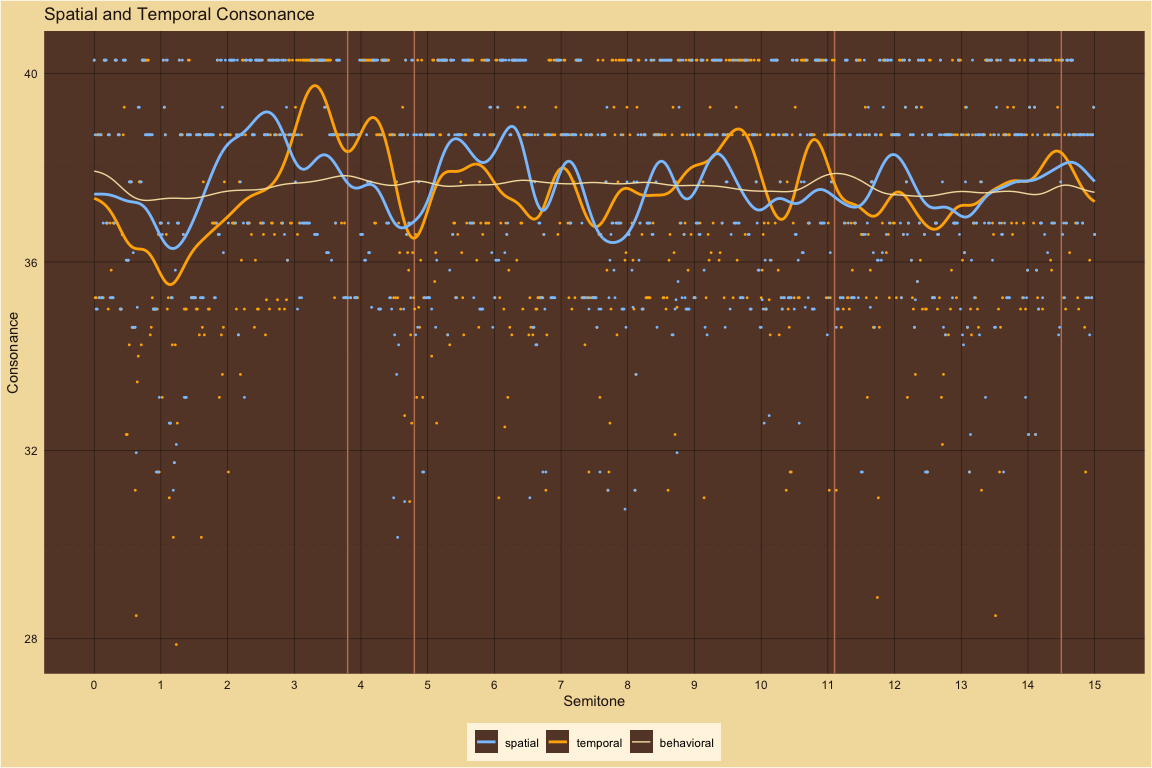 Spatial and Temporal Consonance
Consonance
40
36
32
28
0 1 2 3 4 5 6 7 8 9 10 11 12 13 14 15
Semitone
spatial temporal behavioral